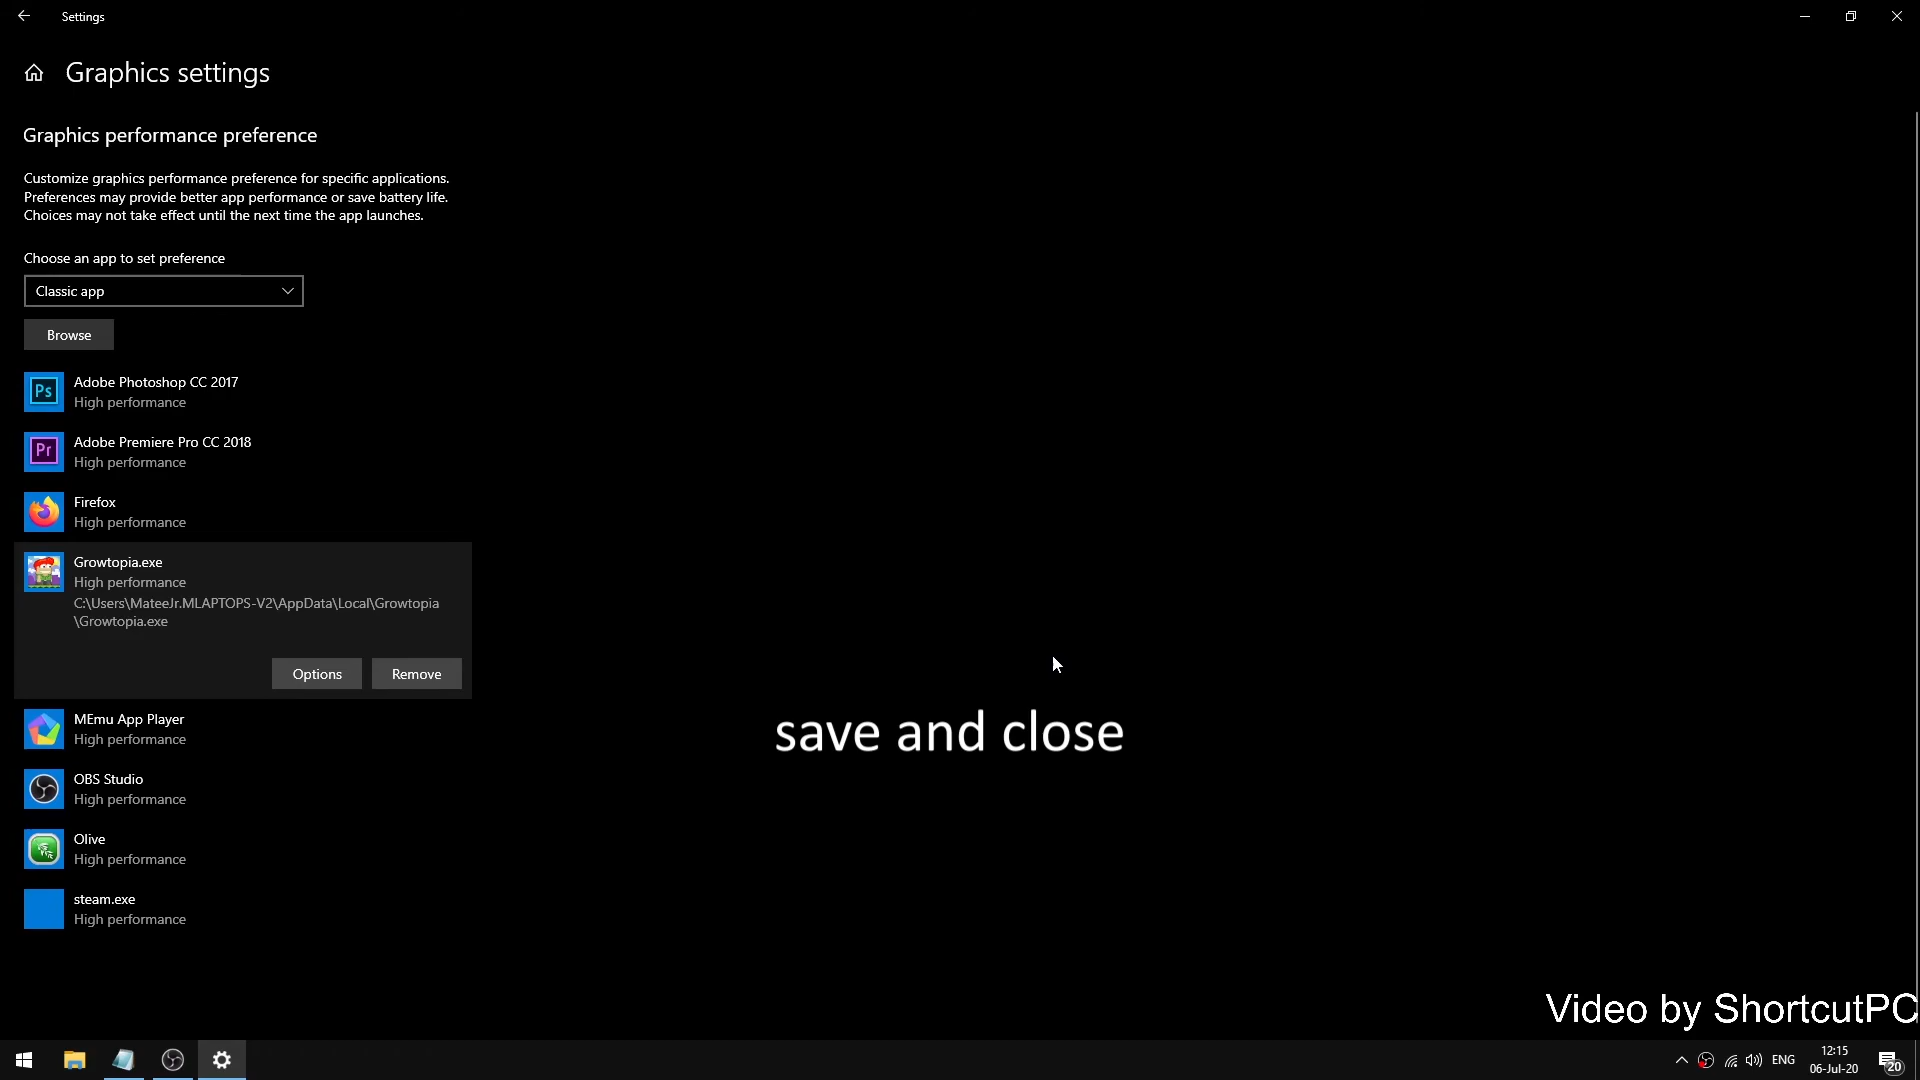 Settings
Graphics settings
Graphics performance preference
Customize graphics performance preference for specific applications.
Preferences may provide better app performance or save battery life.
Choices may not take effect until the next time the app launches.
Choose an app to set preference
Classic app
Browse
Ps
Adobe Photoshop CC 2017
High performance
Pr
Adobe Premiere Pro CC 2018
High performance
Firefox
High performance
Growtopia.exe
High performance
C:\Users\MateeJr.MLAPTOPS-V2\AppData\Local\Growtopia
\Growtopia.exe
Options
Remove
MEmu App Player
High performance
OBS Studio
High performance
Olive
High performance
steam.exe
High performance
save and close
Video by ShortcutPC
ENG
12:15
06-Jul-20
20